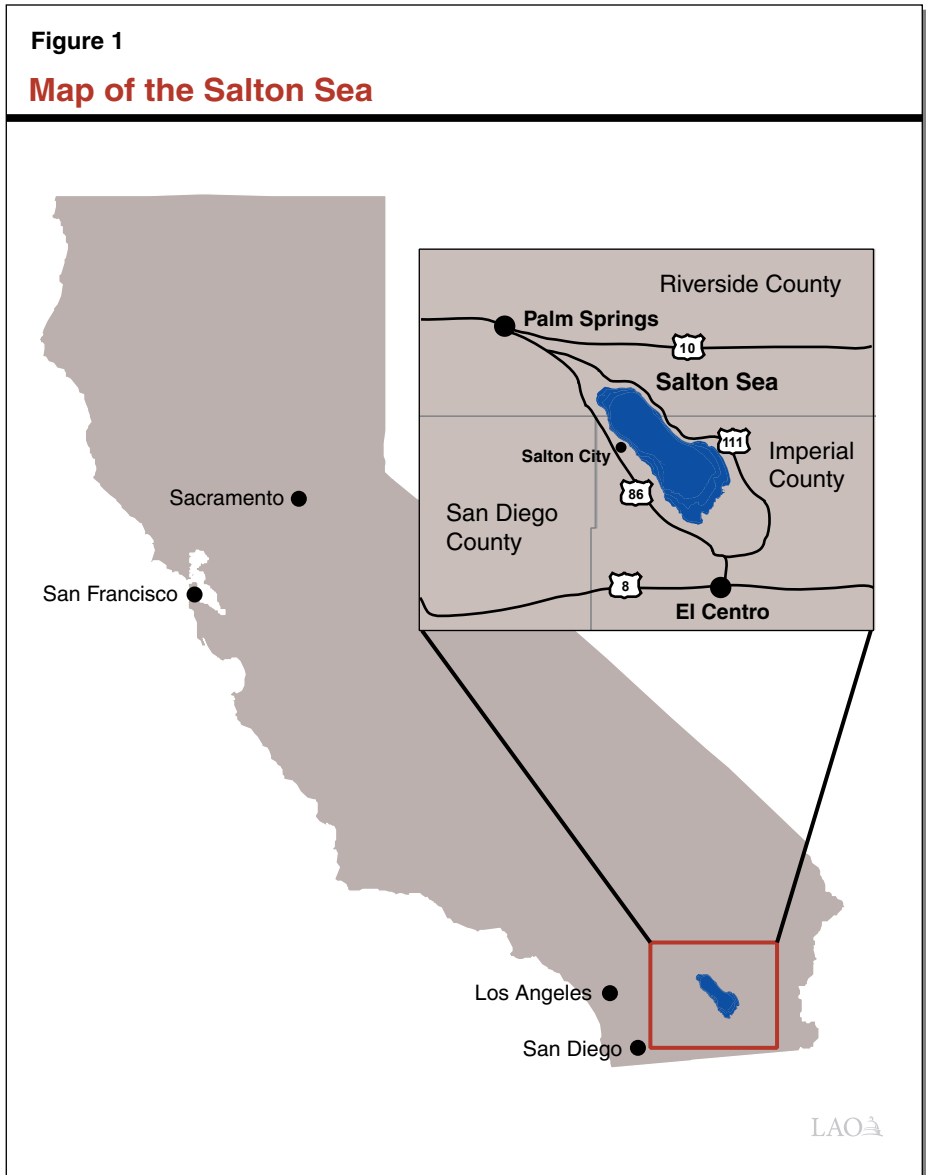 Figure 1
Map of the Salton Sea
Riverside County
Palm Springs
10
Salton Sea
111
Salton City
Imperial
County
86
San Diego
County
8
El Centro
Sacramento
San Francisco
Los Angeles
San Diego
LAO